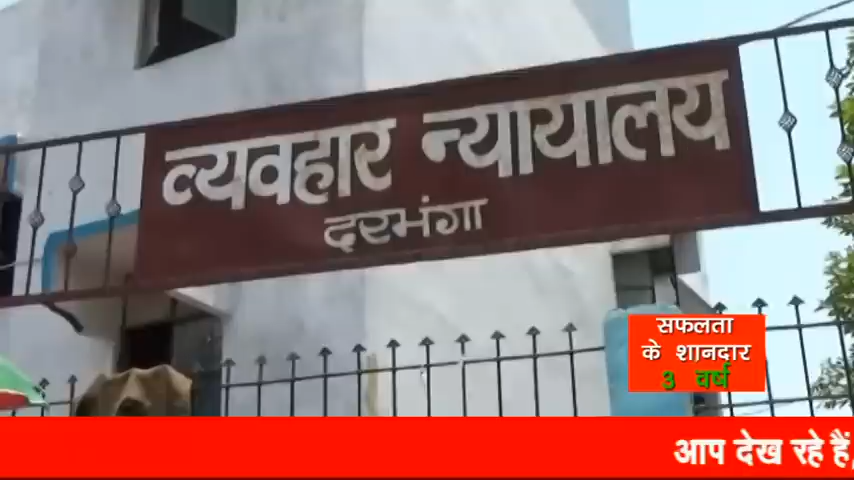 व्यवहार न्यायालय
दरभंगा
सफलता
के शानदार
3 वर्ष
आप देख रहे हैं,